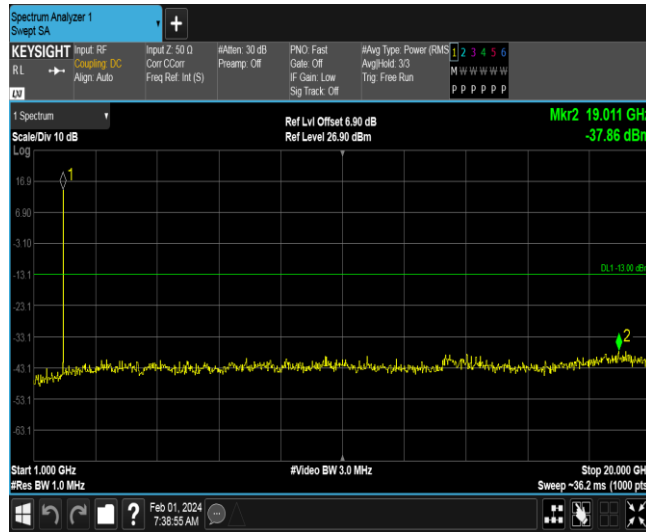 Spectrum Analyzer 1
Swept SA
+
KEYSIGHT
RL
LXI
Input: RF
Coupling: DC
Align: Auto
Input Z: 50 Ω
Corr CCorr
Freq Ref: Int (S)
#Atten: 30 dB
Preamp: Off
PNO: Fast
Gate: Off
IF Gain: Low
Sig Track: Off
#Avg Type: Power (RMS
Avg|Hold: 3/3
Trig: Free Run
1 2 3 4 5 6
M W W W W W
P P P P P P
1 Spectrum
Scale/Div 10 dB
Log
Ref Lvl Offset 6.90 dB
Ref Level 26.90 dBm
Mkr2 19.011 GHz
-37.86 dBm
1
16.9
6.90
-3.10
-13.1
DL1 -13.00 dBm
-23.1
-33.1
2
-43.1
-53.1
-63.1
Start 1.000 GHz
#Res BW 1.0 MHz
#Video BW 3.0 MHz
Stop 20.000 GHz
Sweep ~36.2 ms (1000 pts)
?
Feb 01, 2024
7:38:55 AM